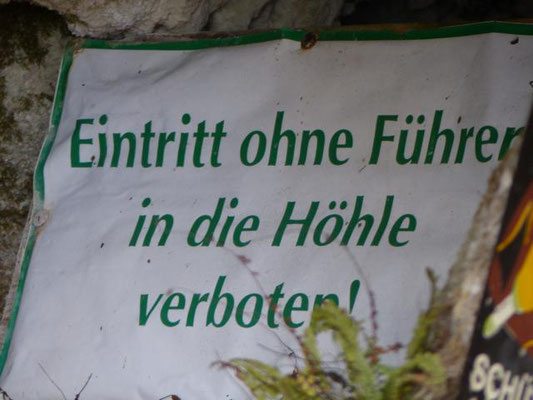 Eintritt ohne Führer
in die Höhle
verboten!